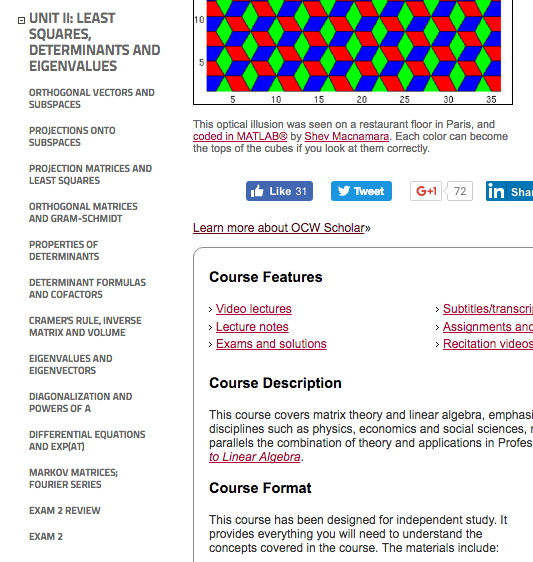 UNIT II: LEAST
SQUARES,
DETERMINANTS AND
EIGENVALUES
ORTHOGONAL VECTORS AND
SUBSPACES
PROJECTIONS ONTO
SUBSPACES
PROJECTION MATRICES AND
LEAST SQUARES
ORTHOGONAL MATRICES
AND GRAM-SCHMIDT
PROPERTIES OF
DETERMINANTS
DETERMINANT FORMULAS
AND COFACTORS
CRAMER'S RULE, INVERSE
MATRIX AND VOLUME
EIGENVALUES AND
EIGENVECTORS
DIAGONALIZATION AND
POWERS OF A
DIFFERENTIAL EQUATIONS
AND EXP(AT)
MARKOV MATRICES;
FOURIER SERIES
EXAM 2 REVIEW
EXAM 2
10
5
5 10 15 20 25 30 35
This optical illusion was seen on a restaurant floor in Paris, and
coded in MATLAB® by Shev Macnamara. Each color can become
the tops of the cubes if you look at them correctly.
Like 31 Tweet G+1 72 in Shar
Learn more about OCW Scholar»
Course Features
› Video lectures › Subtitles/transcri
› Lecture notes › Assignments and
› Exams and solutions › Recitation videos
Course Description
This course covers matrix theory and linear algebra, emphasi
disciplines such as physics, economics and social sciences,
parallels the combination of theory and applications in Profes
to Linear Algebra.
Course Format
This course has been designed for independent study. It
provides everything you will need to understand the
concepts covered in the course. The materials include: